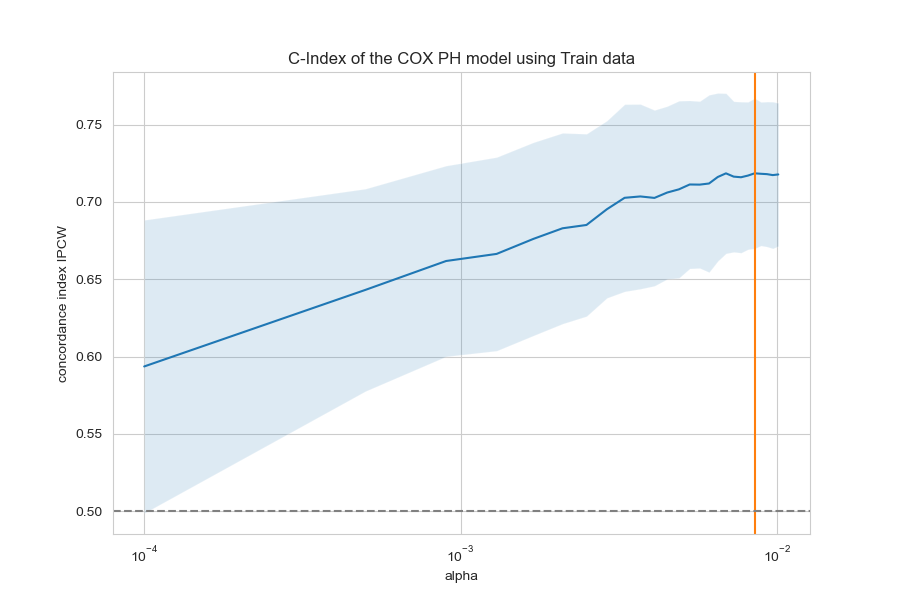 C-Index of the COX PH model using Train data
concordance index IPCW
0.75
0.70
0.65
0.60
0.55
0.50
10⁻⁴ 10⁻³ 10⁻²
alpha